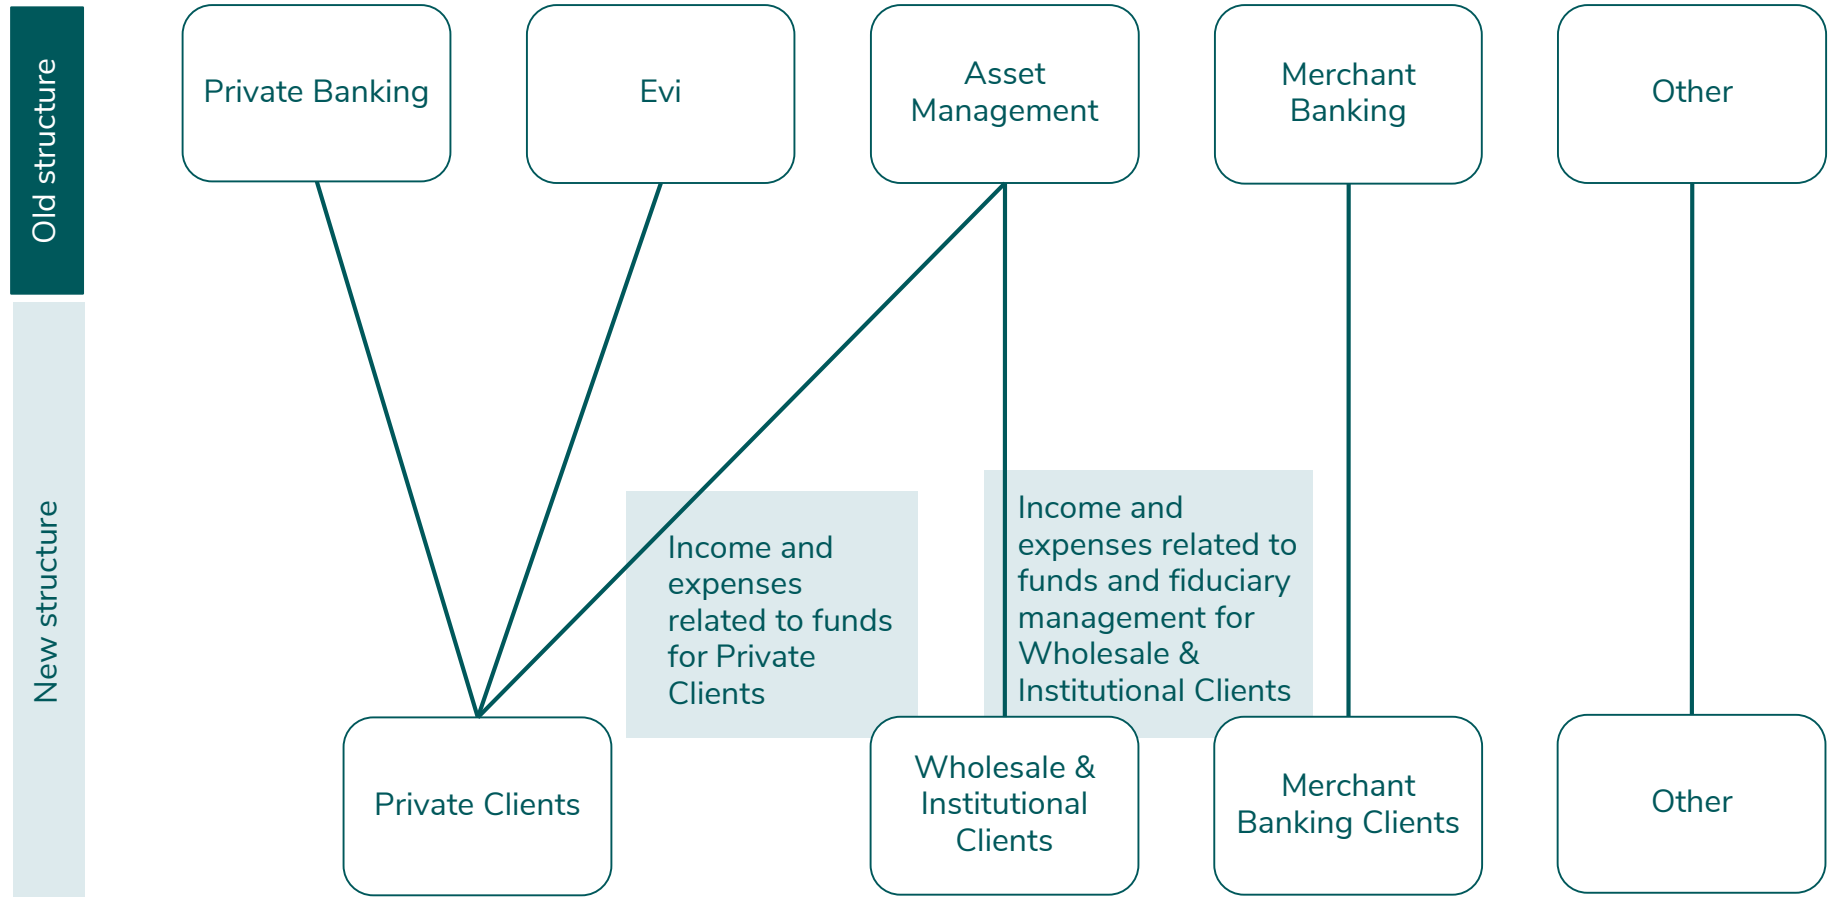 Old structure
Private Banking
Evi
Asset
Management
Merchant
Banking
Other
New structure
Income and
expenses
related to funds
for Private
Clients
Income and
expenses related to
funds and fiduciary
management for
Wholesale &
Institutional Clients
Private Clients
Wholesale &
Institutional
Clients
Merchant
Banking Clients
Other